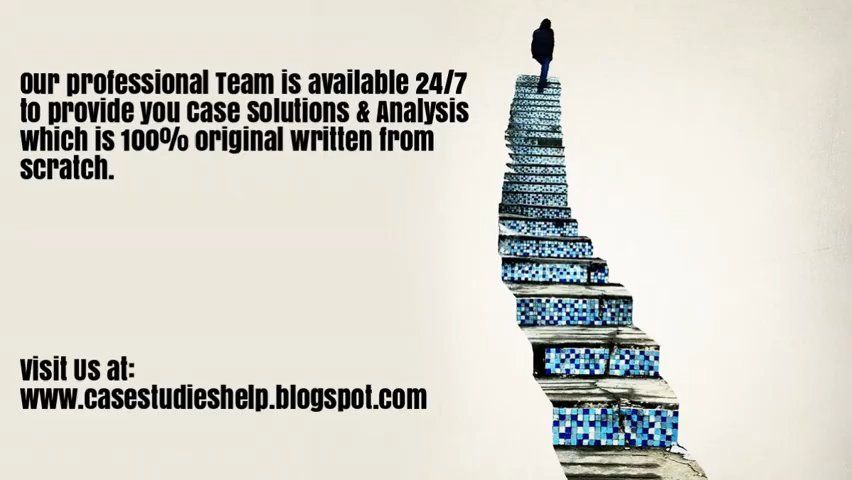 Our professional Team is available 24/7
to provide you Case Solutions & Analysis
which is 100% original written from
scratch.
Visit Us at:
www.casestudieshelp.blogspot.com